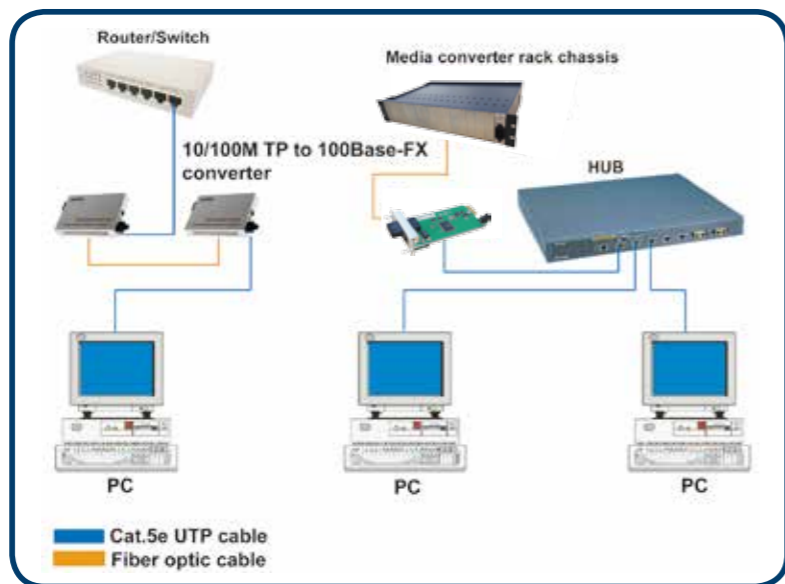 Router/Switch
Media converter rack chassis
10/100M TP to 100Base-FX
converter
HUB
PC
PC
PC
Cat.5e UTP cable
Fiber optic cable